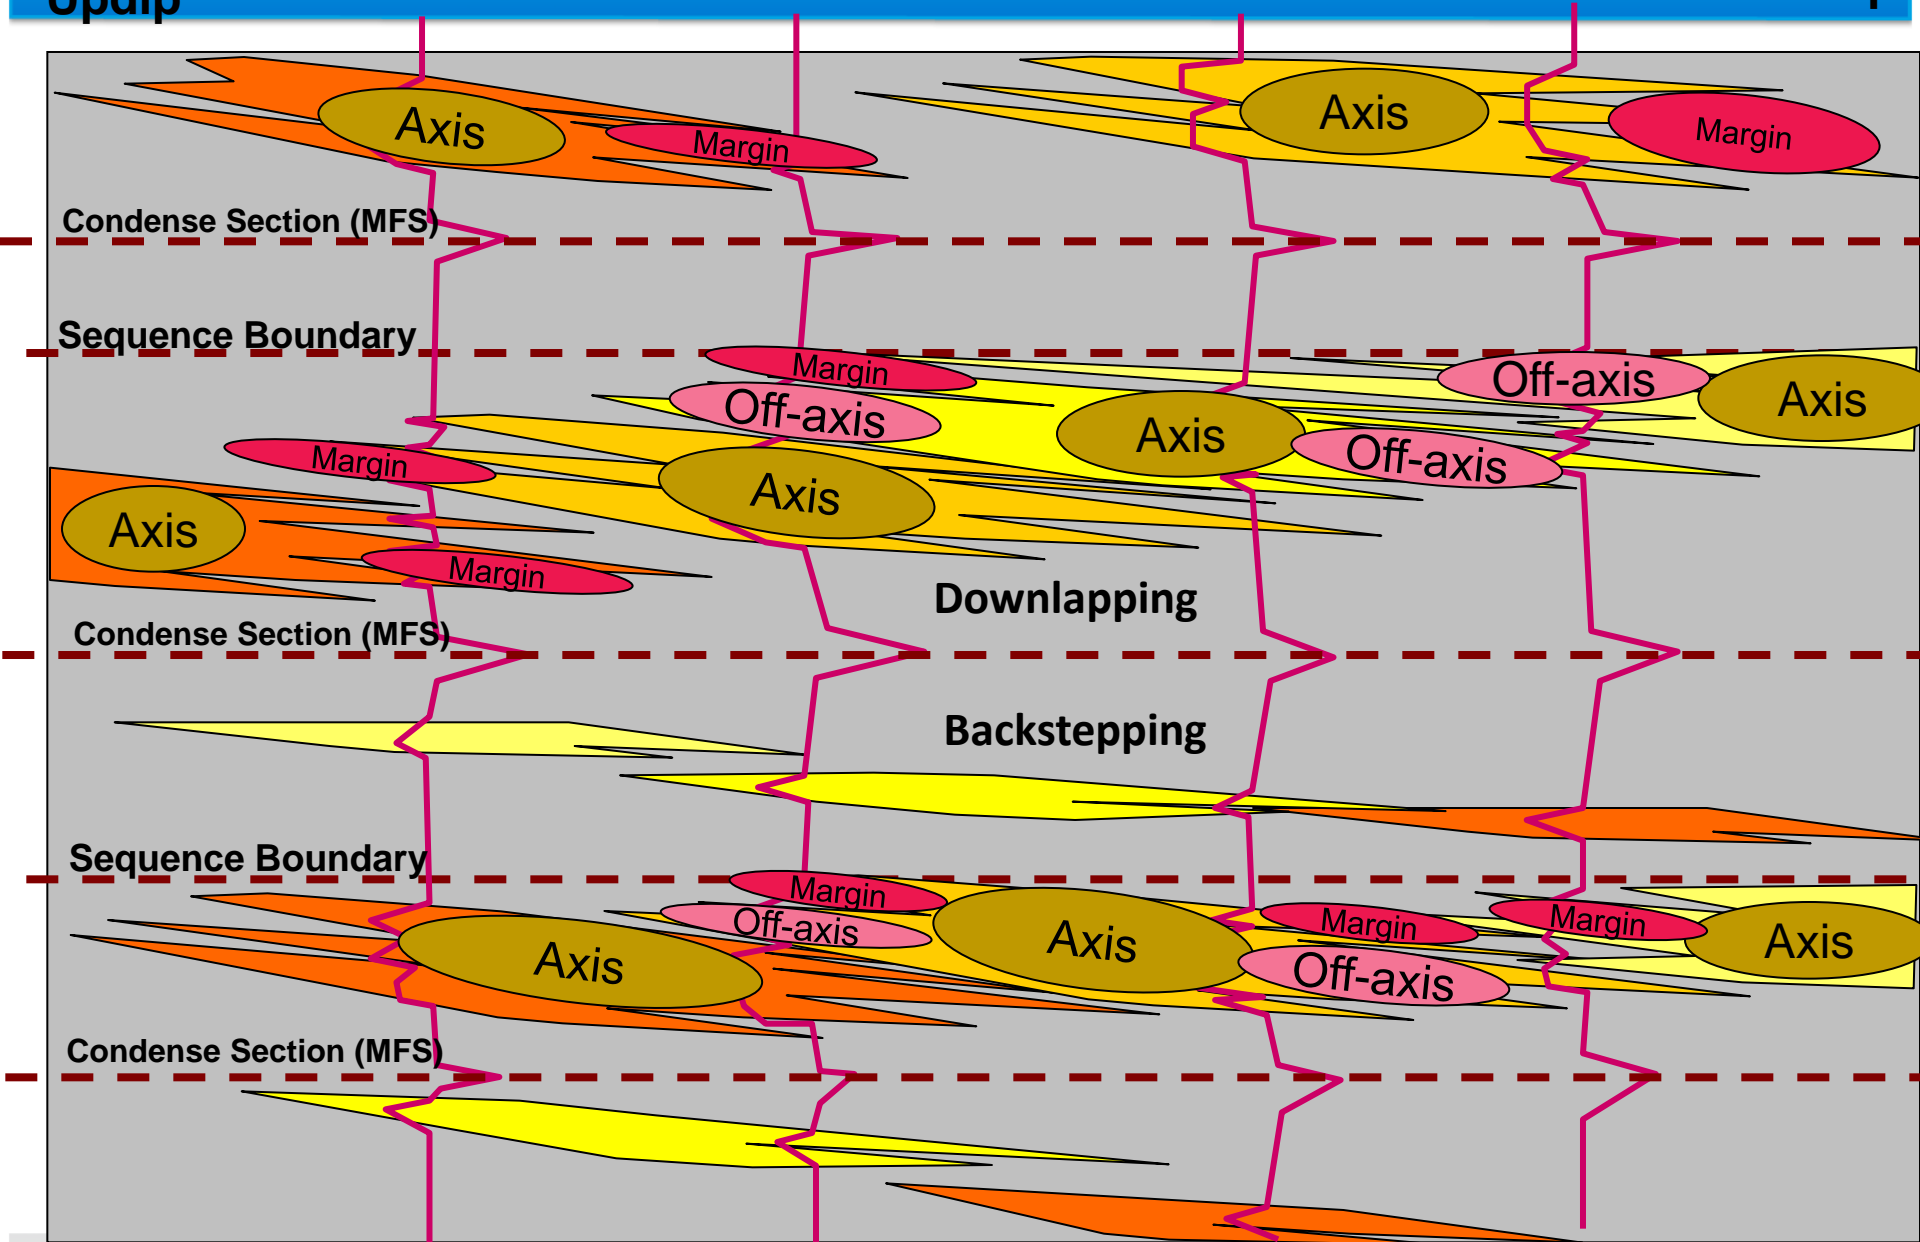 Updip
Axis
Margin
Axis
Margin
Condense Section (MFS)
Sequence Boundary
Margin
Off-axis
Axis
Off-axis
Axis
Off-axis
Margin
Axis
Axis
Margin
Downlapping
Condense Section (MFS)
Backstepping
Sequence Boundary
Margin
Off-axis
Axis
Axis
Margin
Off-axis
Margin
Axis
Condense Section (MFS)